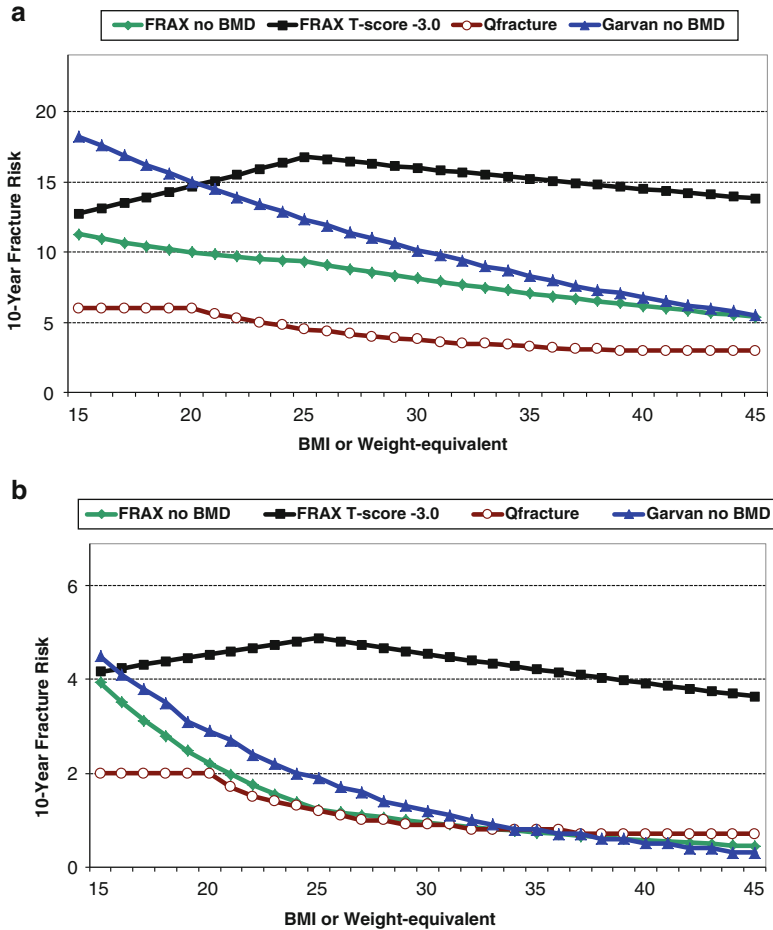 a
FRAX no BMD FRAX T-score -3.0 Qfracture Garvan no BMD
10-Year Fracture Risk
20
15
10
5
0
15 20 25 30 35 40 45
BMI or Weight-equivalent
b
FRAX no BMD FRAX T-score -3.0 Qfracture Garvan no BMD
10-Year Fracture Risk
6
4
2
0
15 20 25 30 35 40 45
BMI or Weight-equivalent